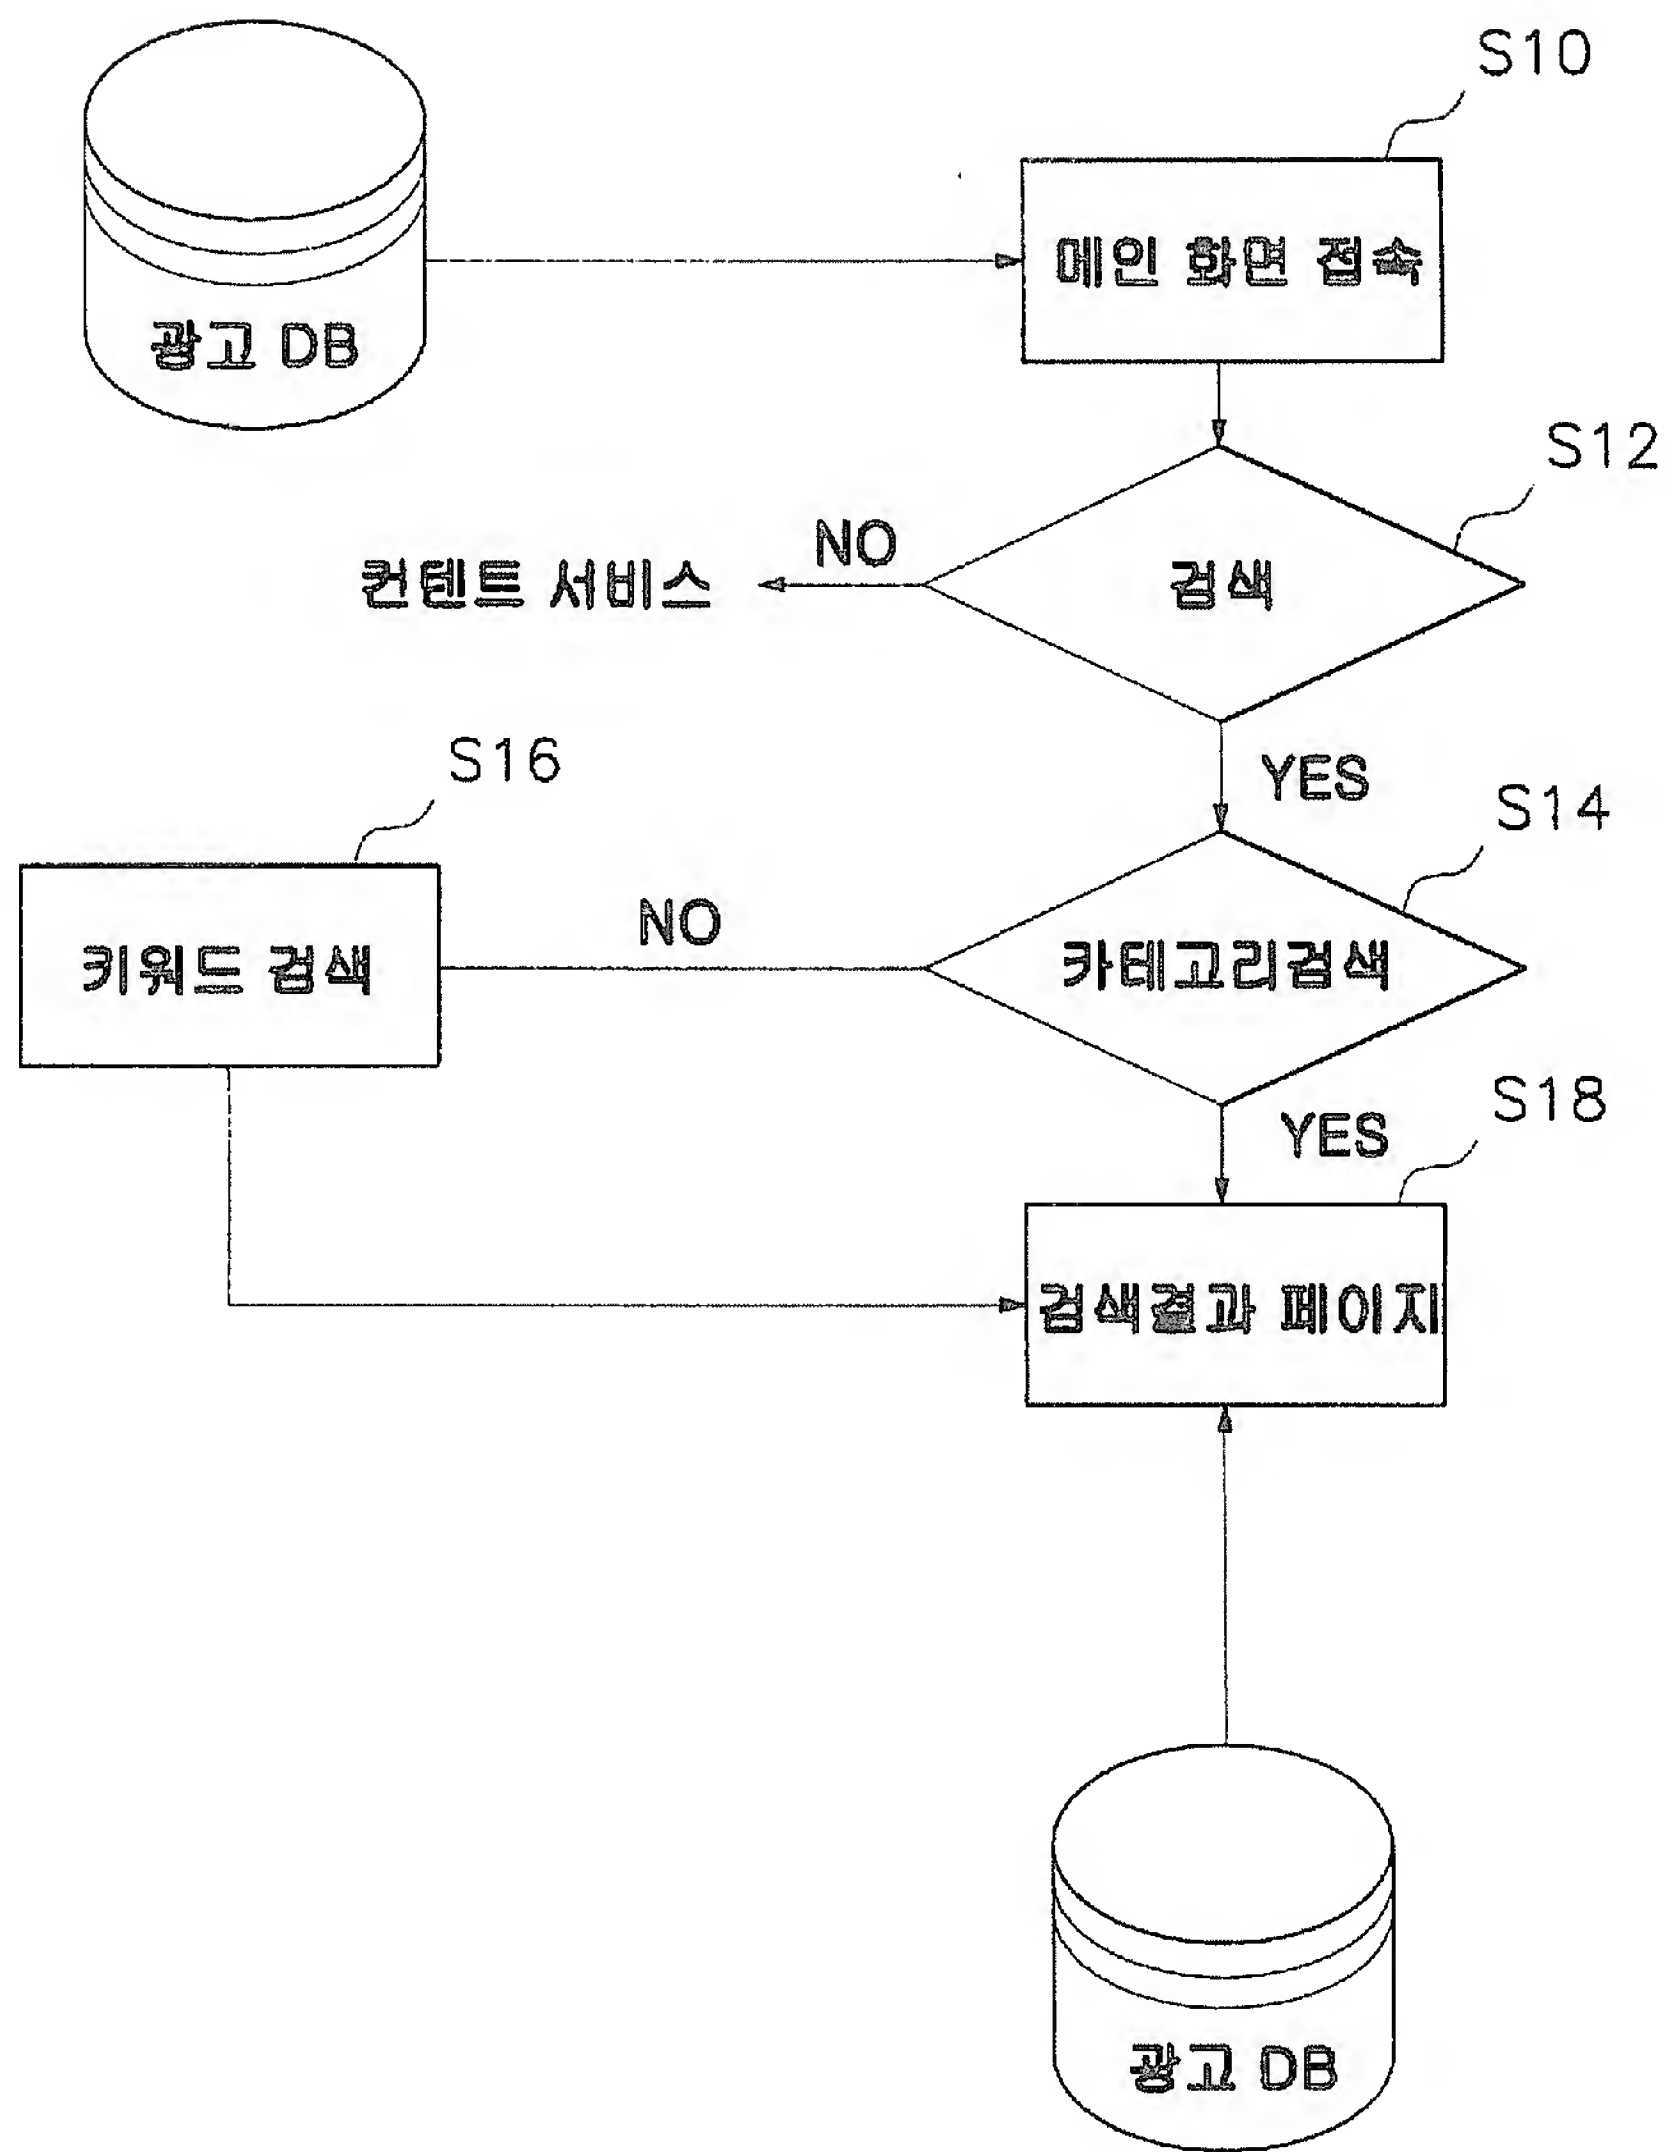 S10
메인 화면 접속
광고 DB
S12
NO
컨텐트 서비스
검색
S16
YES
S14
NO
키워드 검색
카테고리검색
S18
YES
검색결과 페이지
광고 DB